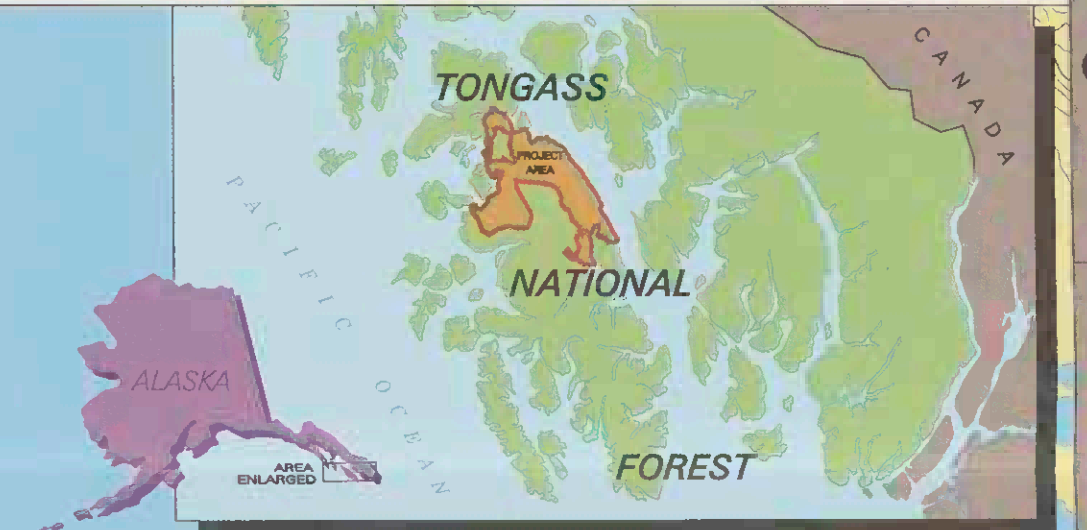 CANADA
TONGASS
PROJECT
AREA
PACIFIC OCEAN
NATIONAL
ALASKA
AREA
ENLARGED
FOREST